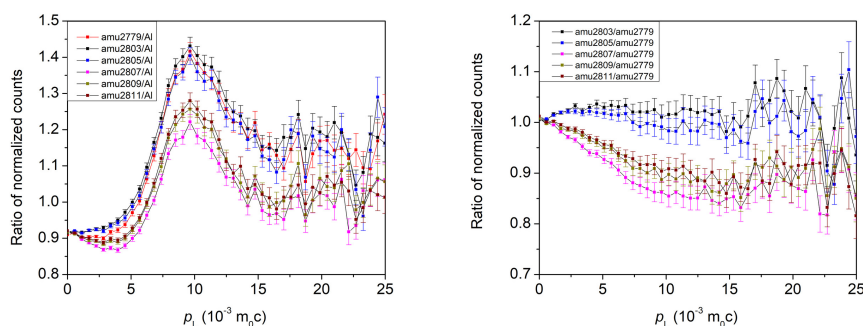 1.5
1.4
1.3
1.2
1.1
1.0
0.9
0.8
Ratio of normalized counts
amu2779/Al
amu2803/Al
amu2805/Al
amu2807/Al
amu2809/Al
amu2811/Al
0 5 10 15 20 25
p_L (10⁻³ m₀c)
1.2
1.1
1.0
0.9
0.8
0.7
Ratio of normalized counts
amu2803/amu2779
amu2805/amu2779
amu2807/amu2779
amu2809/amu2779
amu2811/amu2779
0 5 10 15 20 25
p_L (10⁻³ m₀c)